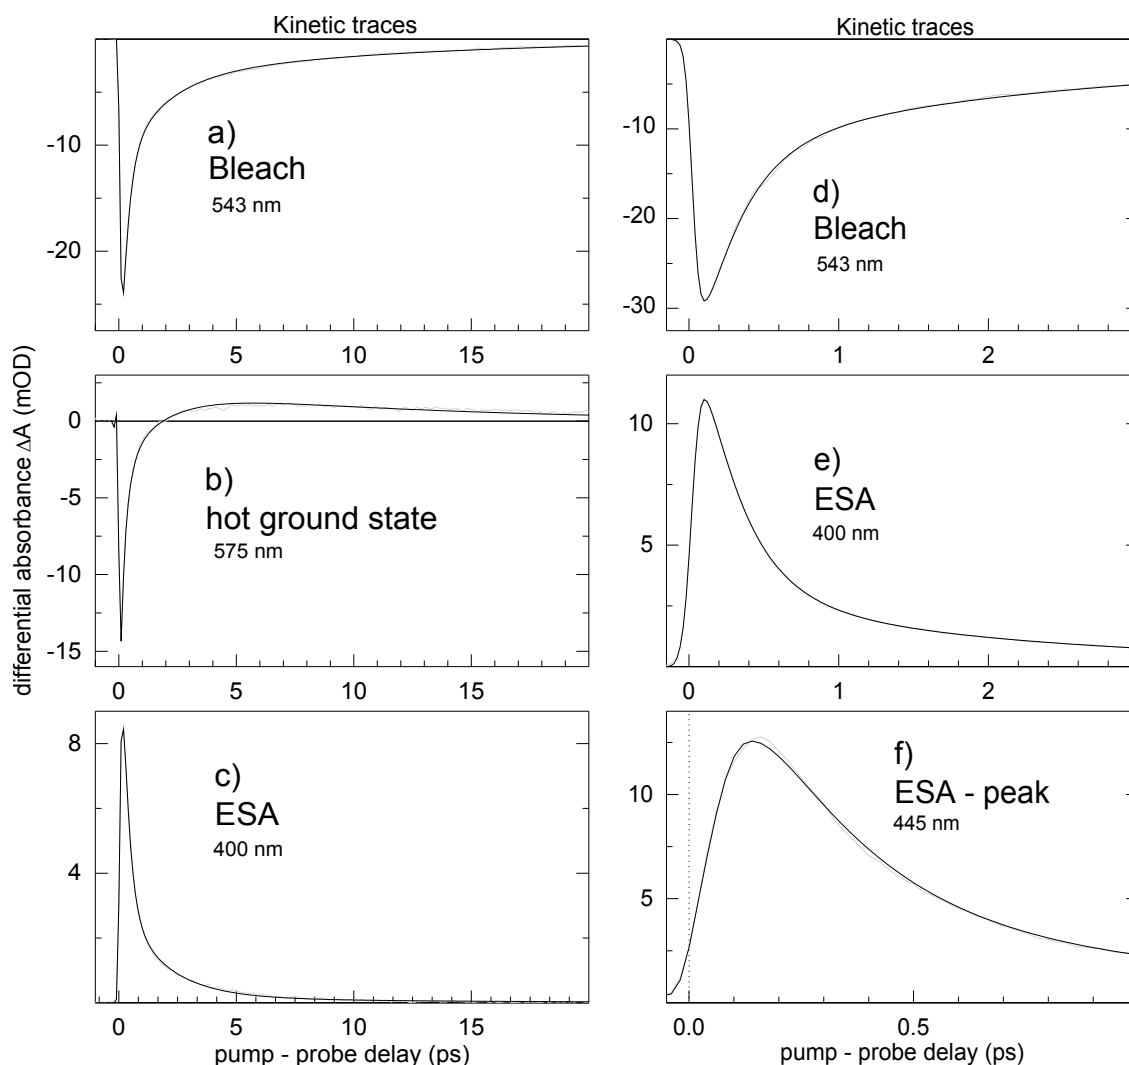 Kinetic traces
Kinetic traces
differential absorbance ΔA (mOD)
-10
-20
a)
Bleach
543 nm
0 5 10 15
-10
-20
-30
d)
Bleach
543 nm
0 1 2
0
-5
-10
-15
b)
hot ground state
575 nm
0 5 10 15
10
5
e)
ESA
400 nm
0 1 2
8
4
c)
ESA
400 nm
0 5 10 15
pump - probe delay (ps)
10
5
f)
ESA - peak
445 nm
0.0 0.5
pump - probe delay (ps)